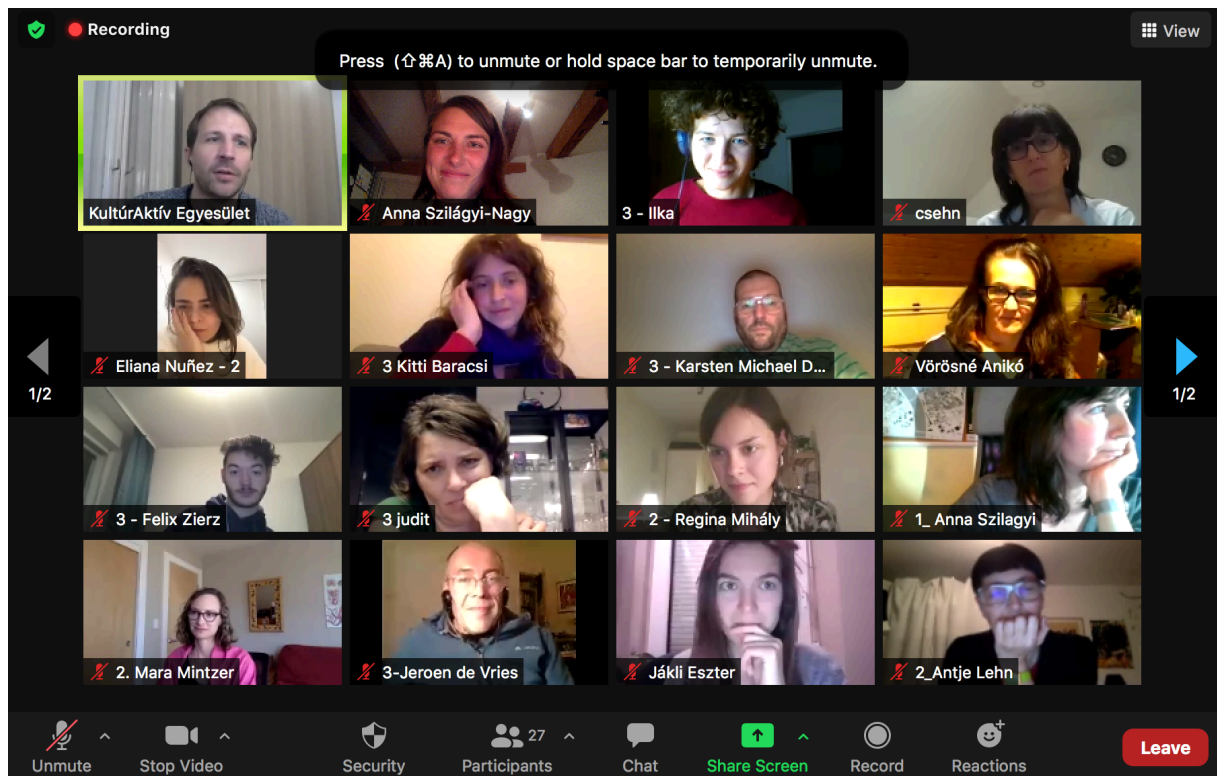 Recording
View
Press (⇧⌘A) to unmute or hold space bar to temporarily unmute.
KultúrAktív Egyesület
Anna Szilágyi-Nagy
3 - Ilka
csehn
Eliana Nuñez - 2
3 Kitti Baracsi
3 - Karsten Michael D...
Vörösné Anikó
1/2
1/2
3 - Felix Zierz
3 judit
2 - Regina Mihály
1_ Anna Szilagyi
2. Mara Mintzer
3-Jeroen de Vries
Jákli Eszter
2_Antje Lehn
27
Unmute
Stop Video
Security
Participants
Chat
Share Screen
Record
Reactions
Leave